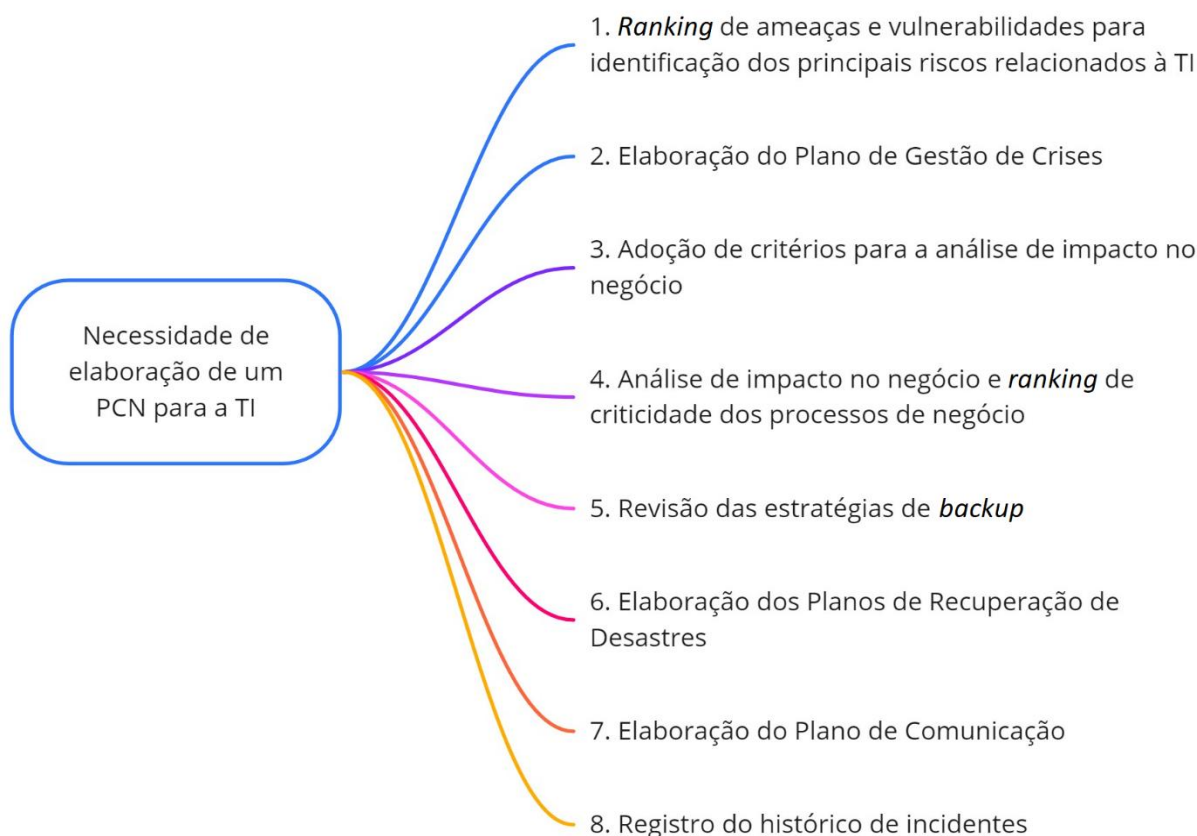 Necessidade de
elaboração de um
PCN para a TI
1. Ranking de ameaças e vulnerabilidades para
identificação dos principais riscos relacionados à TI
2. Elaboração do Plano de Gestão de Crises
3. Adoção de critérios para a análise de impacto no
negócio
4. Análise de impacto no negócio e ranking de
criticidade dos processos de negócio
5. Revisão das estratégias de backup
6. Elaboração dos Planos de Recuperação de
Desastres
7. Elaboração do Plano de Comunicação
8. Registro do histórico de incidentes